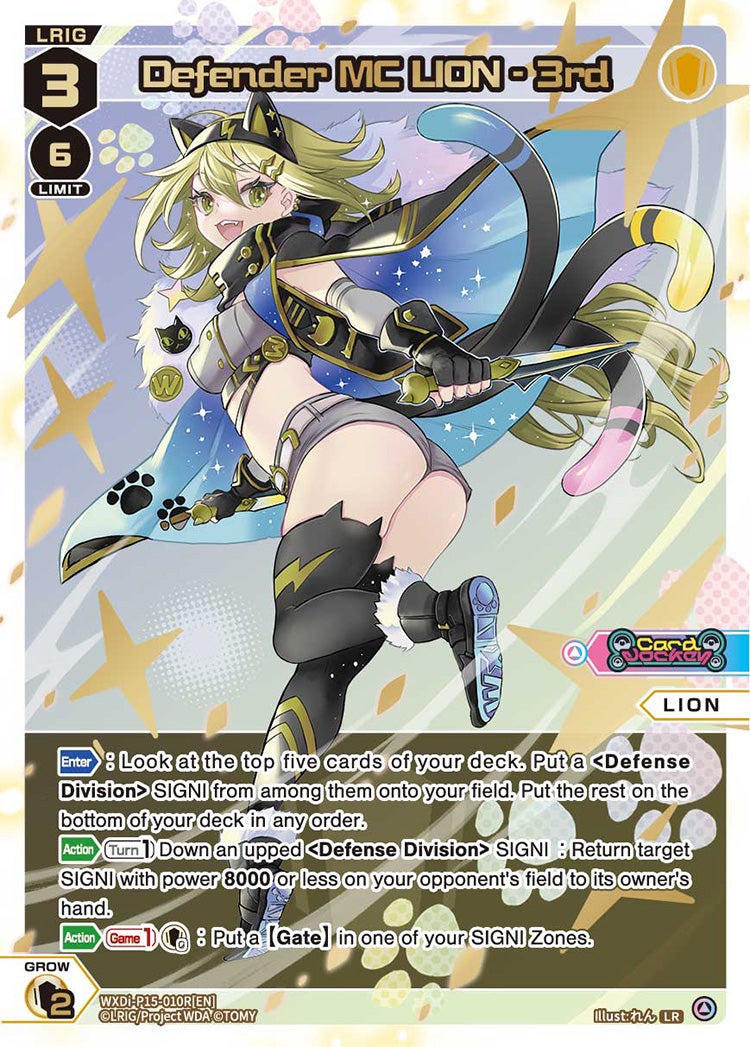 LRIG
3
Defender MC LION - 3rd
6
LIMIT
W
Card
Jockey
LION
Enter : Look at the top five cards of your deck. Put a <Defense
Division> SIGNI from among them onto your field. Put the rest on the
bottom of your deck in any order.
Action Turn 1 Down an upped <Defense Division> SIGNI : Return target
SIGNI with power 8000 or less on your opponent's field to its owner's
hand.
Action Game 1 0 : Put a 【Gate】 in one of your SIGNI Zones.
GROW
2
WXDi-P15-010R[EN]
©LRIG/Project WDA ©TOMY
Illust:れん LR